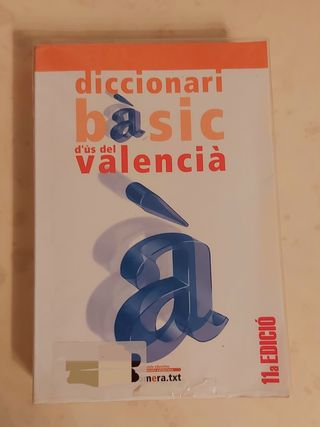 diccionari
bàsic
d'ús del
valencià
à
11a EDICIÓ
nera.txt